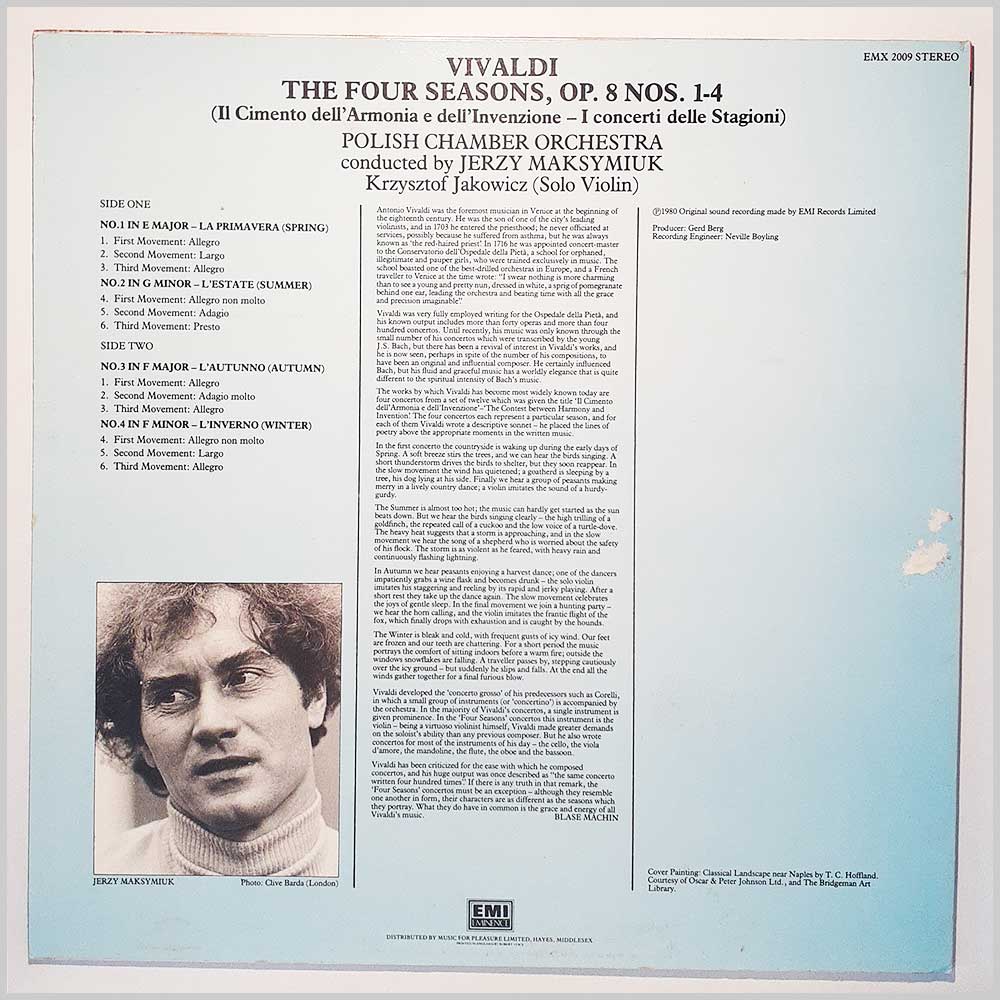 EMX 2009 STEREO
VIVALDI
THE FOUR SEASONS, OP. 8 NOS. 1-4
(Il Cimento dell'Armonia e dell'Invenzione – I concerti delle Stagioni)
POLISH CHAMBER ORCHESTRA
conducted by JERZY MAKSYMIUK
Krzysztof Jakowicz (Solo Violin)
SIDE ONE
NO.1 IN E MAJOR – LA PRIMAVERA (SPRING)
1. First Movement: Allegro
2. Second Movement: Largo
3. Third Movement: Allegro
NO.2 IN G MINOR – L'ESTATE (SUMMER)
4. First Movement: Allegro non molto
5. Second Movement: Adagio
6. Third Movement: Presto
SIDE TWO
NO.3 IN F MAJOR – L'AUTUNNO (AUTUMN)
1. First Movement: Allegro
2. Second Movement: Adagio molto
3. Third Movement: Allegro
NO.4 IN F MINOR – L'INVERNO (WINTER)
4. First Movement: Allegro non molto
5. Second Movement: Largo
6. Third Movement: Allegro
JERZY MAKSYMIUK
Photo: Clive Barda (London)
Antonio Vivaldi was the foremost musician in Venice at the beginning of
the eighteenth century. He was the son of one of the city's leading
violinists, and in 1703 he entered the priesthood; he never officiated at
services, possibly because he suffered from asthma, but he was always
known as 'the red-haired priest'. In 1716 he was appointed concert-master
to the Conservatorio dell'Ospedale della Pietà, a school for orphaned,
illegitimate and pauper girls, who were trained exclusively in music. The
school boasted one of the best-drilled orchestras in Europe, and a French
traveller to Venice at the time wrote: "I swear nothing is more charming
than to see a young and pretty nun, dressed in white, a sprig of pomegranate
behind one ear, leading the orchestra and beating time with all the grace
and precision imaginable".
Vivaldi was very fully employed writing for the Ospedale della Pietà, and
his known output includes more than forty operas and more than four
hundred concertos. Until recently, his music was only known through the
small number of his concertos which were transcribed by the young
J.S. Bach, but there has been a revival of interest in Vivaldi's works, and
he is now seen, perhaps in spite of the number of his compositions, to
have been an original and influential composer. He certainly influenced
Bach, but his fluid and graceful music has a worldly elegance that is quite
different to the spiritual intensity of Bach's music.
The works by which Vivaldi has become most widely known today are
four concertos from a set of twelve which was given the title 'Il Cimento
dell'Armonia e dell'Invenzione'–'The Contest between Harmony and
Invention'. The four concertos each represent a particular season, and for
each of them Vivaldi wrote a descriptive sonnet – he placed the lines of
poetry above the appropriate moments in the written music.
In the first concerto the countryside is waking up during the early days of
Spring. A soft breeze stirs the trees, and we can hear the birds singing. A
short thunderstorm drives the birds to shelter, but they soon reappear. In
the slow movement the wind has quietened; a goatherd is sleeping by a
tree, his dog lying at his side. Finally we hear a group of peasants making
merry in a lively country dance; a violin imitates the sound of a hurdy-
gurdy.
The Summer is almost too hot; the music can hardly get started as the sun
beats down. But we hear the birds singing clearly – the high trilling of a
goldfinch, the repeated call of a cuckoo and the low voice of a turtle-dove.
The heavy heat suggests that a storm is approaching, and in the slow
movement we hear the song of a shepherd who is worried about the safety
of his flock. The storm is as violent as he feared, with heavy rain and
continuously flashing lightning.
In Autumn we hear peasants enjoying a harvest dance; one of the dancers
impatiently grabs a wine flask and becomes drunk – the solo violin
imitates his staggering and reeling by its rapid and jerky playing. After a
short rest they take up the dance again. The slow movement celebrates
the joys of gentle sleep. In the final movement we join a hunting party –
we hear the horn calling, and the violin imitates the frantic flight of the
fox, which finally drops with exhaustion and is caught by the hounds.
The Winter is bleak and cold, with frequent gusts of icy wind. Our feet
are frozen and our teeth are chattering. For a short period the music
portrays the comfort of sitting indoors before a warm fire; outside the
windows snowflakes are falling. A traveller passes by, stepping cautiously
over the icy ground – but suddenly he slips and falls. At the end all the
winds gather together for a final furious blow.
Vivaldi developed the 'concerto grosso' of his predecessors such as Corelli,
in which a small group of instruments (or 'concertino') is accompanied by
the orchestra. In the majority of Vivaldi's concertos, a single instrument is
given prominence. In the 'Four Seasons' concertos this instrument is the
violin – being a virtuoso violinist himself, Vivaldi made greater demands
on the soloist's ability than any previous composer. But he also wrote
concertos for most of the instruments of his day – the cello, the viola
d'amore, the mandoline, the flute, the oboe and the bassoon.
Vivaldi has been criticized for the ease with which he composed
concertos, and his huge output was once described as "the same concerto
written four hundred times". If there is any truth in that remark, the
'Four Seasons' concertos must be an exception – although they resemble
one another in form, their characters are as different as the seasons which
they portray. What they do have in common is the grace and energy of all
Vivaldi's music.
BLASE MACHIN
℗1980 Original sound recording made by EMI Records Limited
Producer: Gerd Berg
Recording Engineer: Neville Boyling
Cover Painting: Classical Landscape near Naples by T. C. Hoffland.
Courtesy of Oscar & Peter Johnson Ltd., and The Bridgeman Art
Library.
EMI
EMINENCE
DISTRIBUTED BY MUSIC FOR PLEASURE LIMITED, HAYES, MIDDLESEX